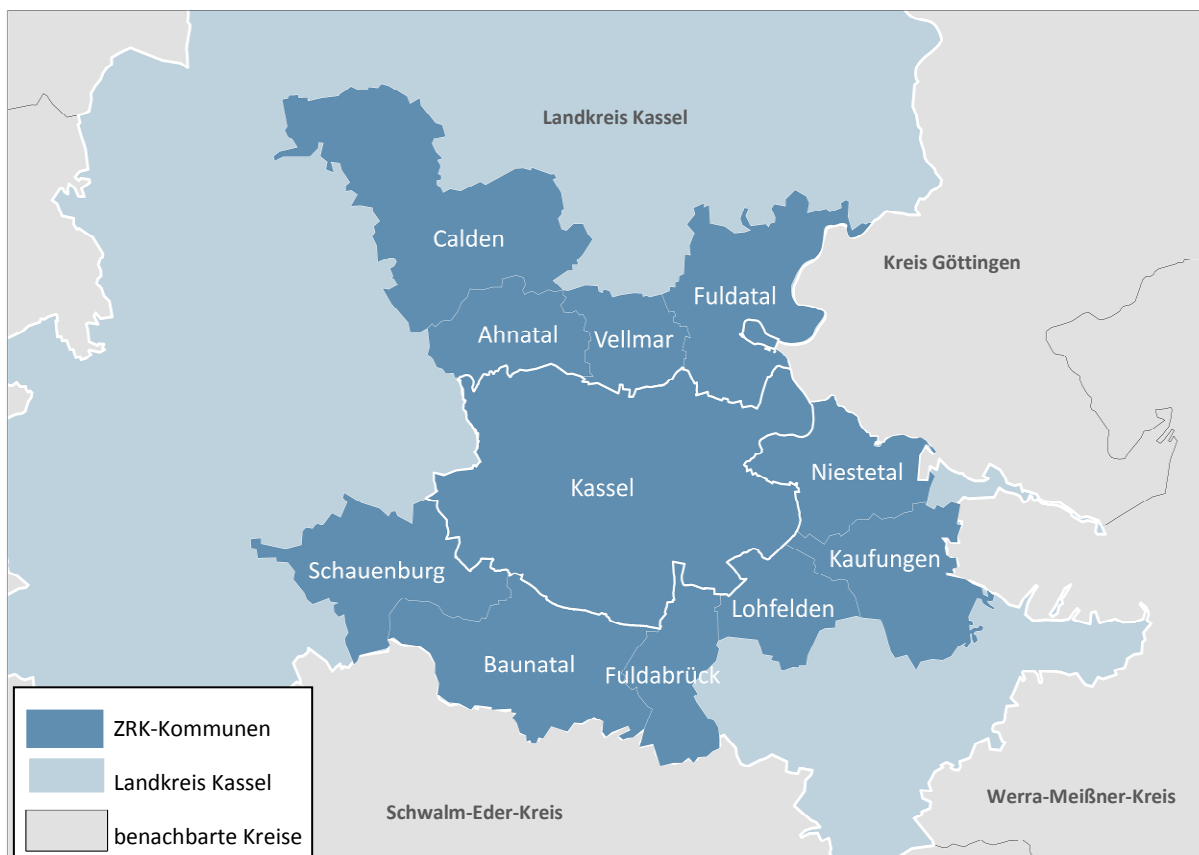 Landkreis Kassel
Calden
Kreis Göttingen
Fuldatal
Ahnatal
Vellmar
Niestetal
Kassel
Kaufungen
Schauenburg
Lohfelden
Baunatal
Fuldabrück
ZRK-Kommunen
Landkreis Kassel
benachbarte Kreise
Schwalm-Eder-Kreis
Werra-Meißner-Kreis